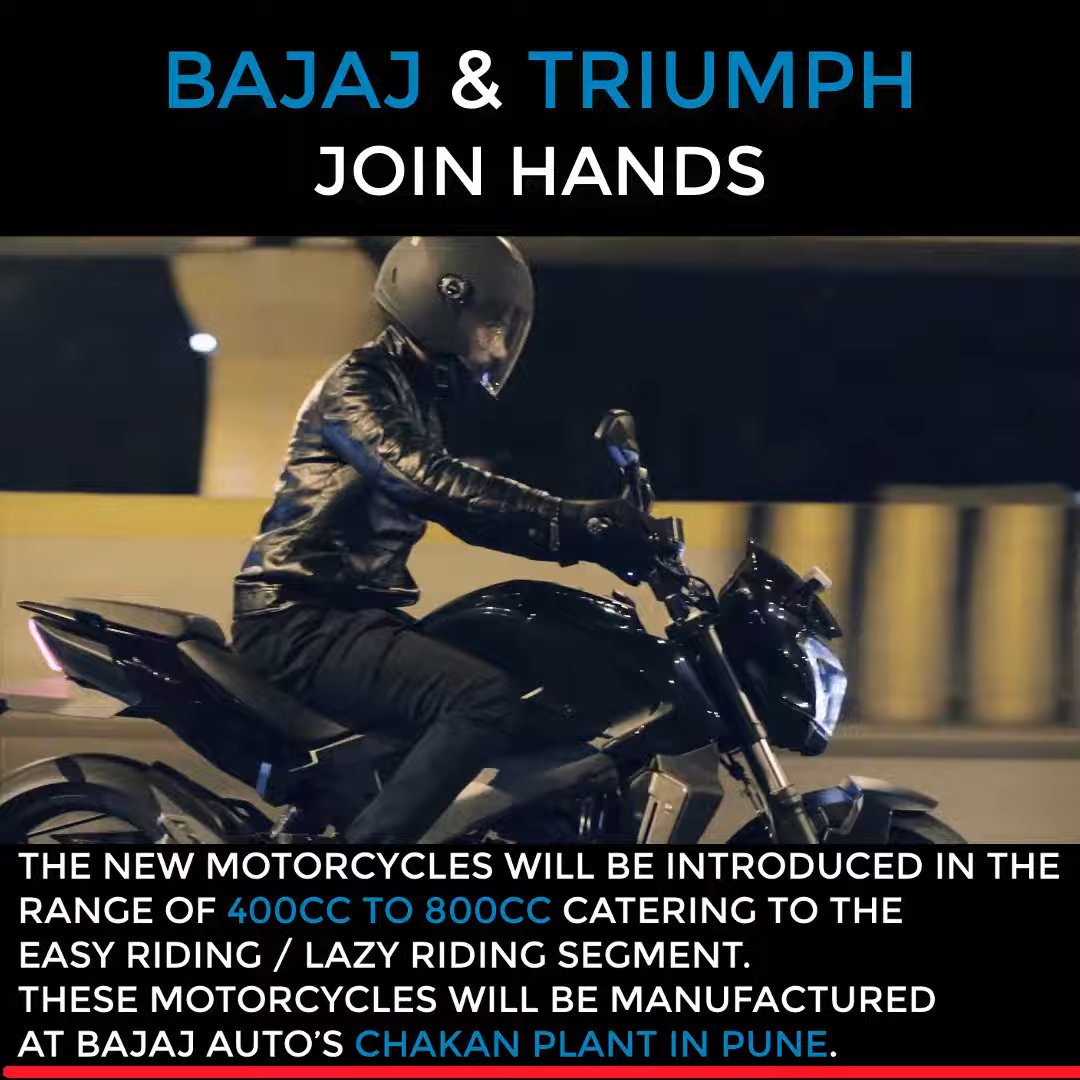 BAJAJ & TRIUMPH
JOIN HANDS
THE NEW MOTORCYCLES WILL BE INTRODUCED IN THE
RANGE OF 400CC TO 800CC CATERING TO THE
EASY RIDING / LAZY RIDING SEGMENT.
THESE MOTORCYCLES WILL BE MANUFACTURED
AT BAJAJ AUTO'S CHAKAN PLANT IN PUNE.